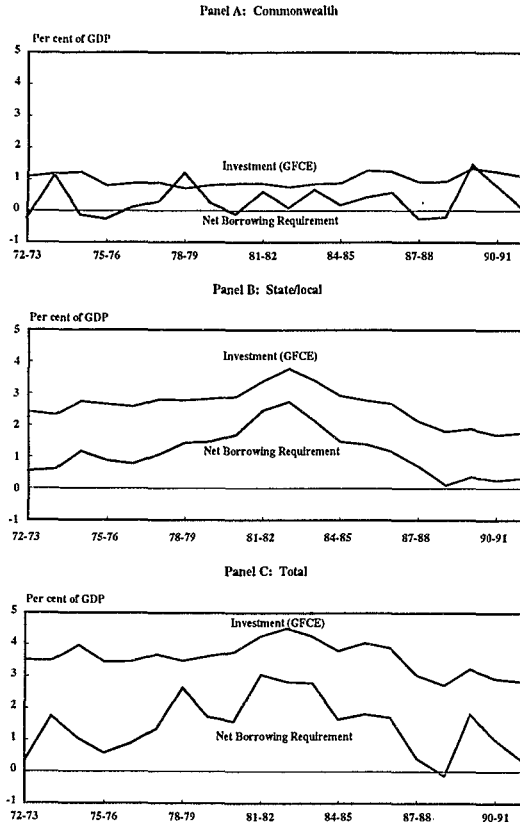 Panel A: Commonwealth
Per cent of GDP
5
4
3
2
Investment (GFCE)
1
0
Net Borrowing Requirement
-1
72-73 75-76 78-79 81-82 84-85 87-88 90-91
Panel B: State/local
Per cent of GDP
5
4
Investment (GFCE)
3
2
1
Net Borrowing Requirement
0
-1
72-73 75-76 78-79 81-82 84-85 87-88 90-91
Panel C: Total
Per cent of GDP
5
Investment (GFCE)
4
3
2
1
Net Borrowing Requirement
0
-1
72-73 75-76 78-79 81-82 84-85 87-88 90-91